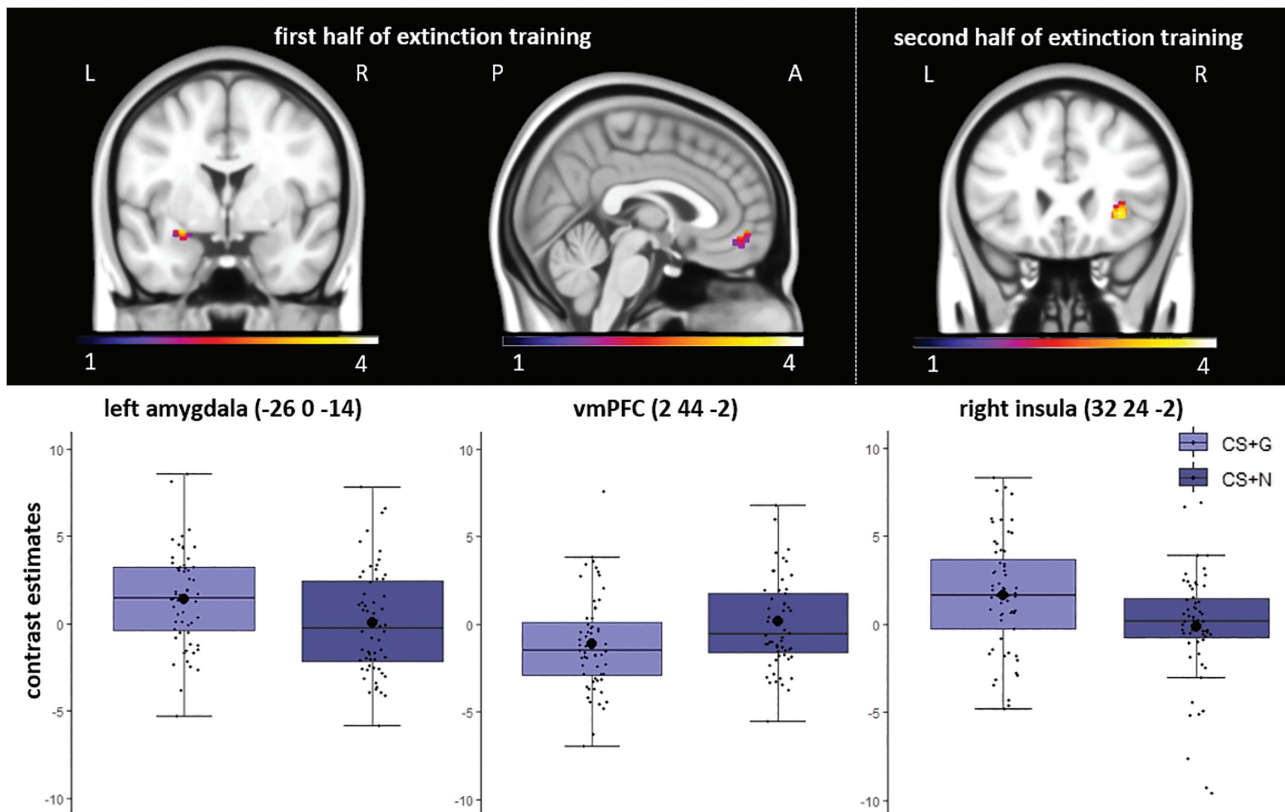 first half of extinction training
second half of extinction training
L R P A L R
1 4 1 4 1 4
left amygdala (-26 0 -14)
vmPFC (2 44 -2)
right insula (32 24 -2)
contrast estimates
10
5
0
-5
-10
10
5
0
-5
-10
10
5
0
-5
-10
CS+G
CS+N